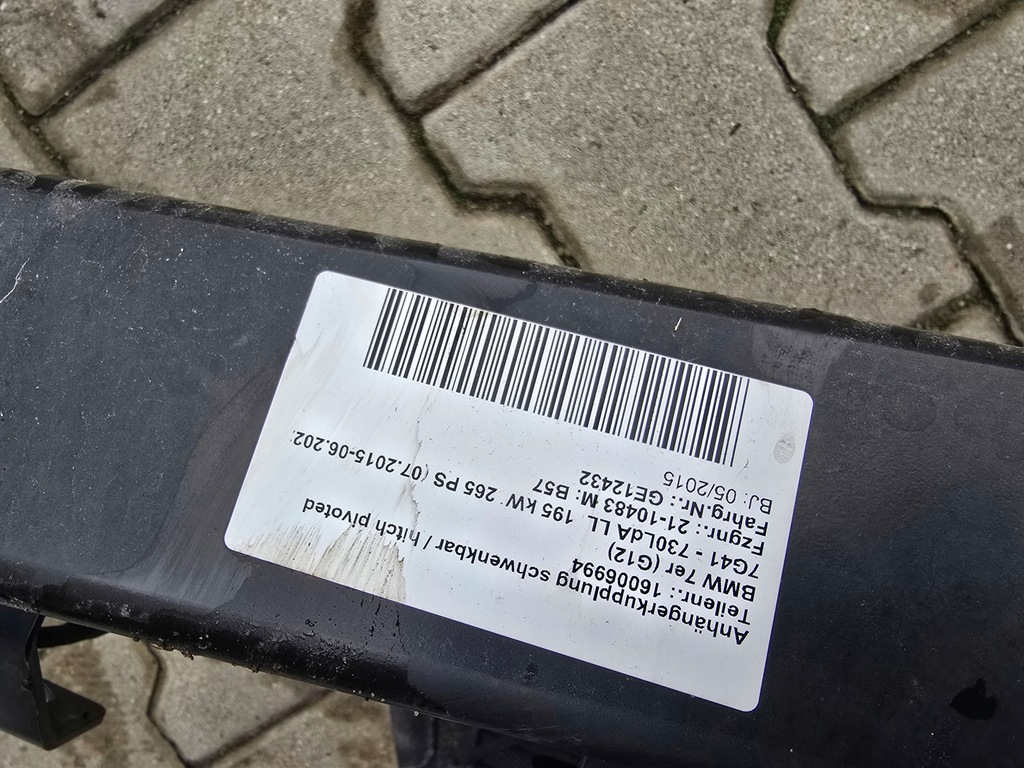 Anhängerkupplung schwenkbar / hitch pivoted
Teilenr.: 16006994
BMW 7er (G12)
7G41 - 730LdA LL 195 kW 265 PS (07.2015-06.202
Fzgnr.: 21-10483 M: B57
Fahrg.Nr.: GE12432
BJ: 05/2015